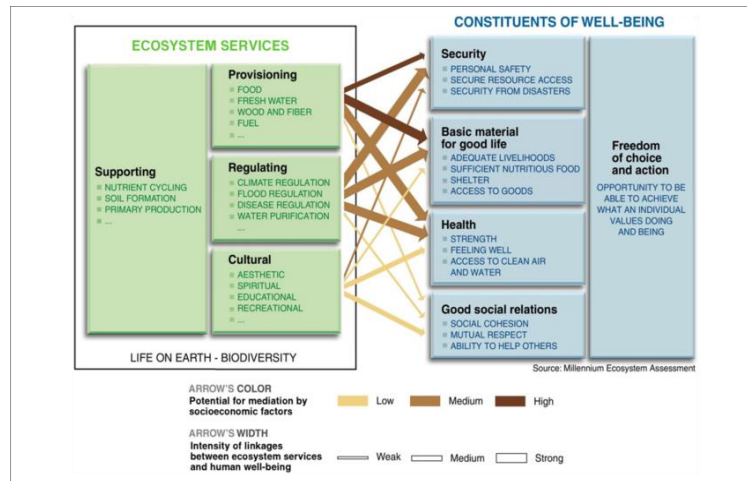 CONSTITUENTS OF WELL-BEING
ECOSYSTEM SERVICES
Supporting
NUTRIENT CYCLING
SOIL FORMATION
PRIMARY PRODUCTION
...
Provisioning
FOOD
FRESH WATER
WOOD AND FIBER
FUEL
...
Regulating
CLIMATE REGULATION
FLOOD REGULATION
DISEASE REGULATION
WATER PURIFICATION
...
Cultural
AESTHETIC
SPIRITUAL
EDUCATIONAL
RECREATIONAL
...
LIFE ON EARTH - BIODIVERSITY
Security
PERSONAL SAFETY
SECURE RESOURCE ACCESS
SECURITY FROM DISASTERS
Basic material
for good life
ADEQUATE LIVELIHOODS
SUFFICIENT NUTRITIOUS FOOD
SHELTER
ACCESS TO GOODS
Health
STRENGTH
FEELING WELL
ACCESS TO CLEAN AIR
AND WATER
Good social relations
SOCIAL COHESION
MUTUAL RESPECT
ABILITY TO HELP OTHERS
Freedom
of choice
and action
OPPORTUNITY TO BE
ABLE TO ACHIEVE
WHAT AN INDIVIDUAL
VALUES DOING
AND BEING
Source: Millennium Ecosystem Assessment
ARROW'S COLOR
Potential for mediation by
socioeconomic factors
Low
Medium
High
ARROW'S WIDTH
Intensity of linkages
between ecosystem services
and human well-being
Weak
Medium
Strong